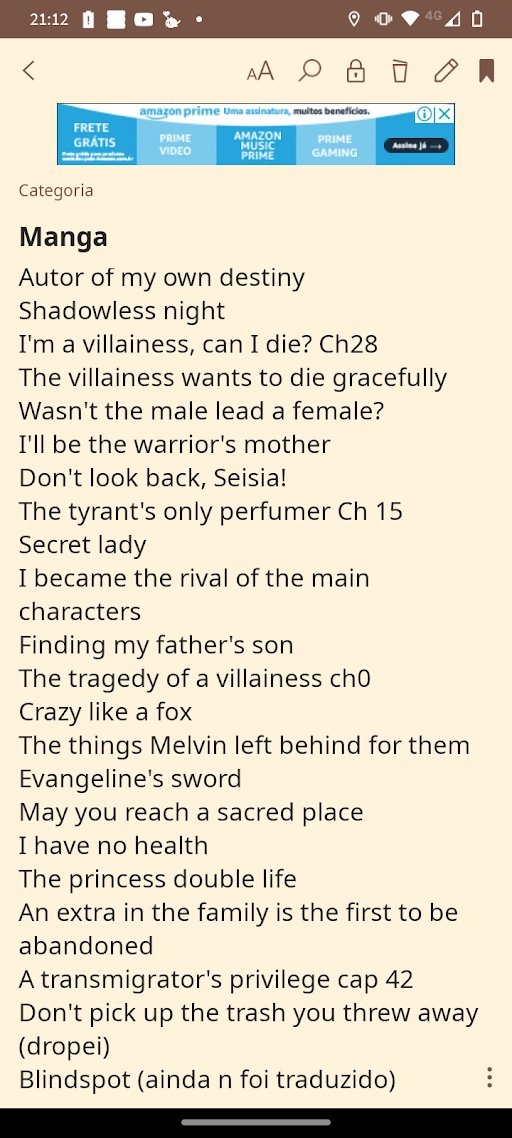 21:12
4G
amazon prime Uma assinatura, muitos benefícios.
FRETE
GRÁTIS
PRIME
VIDEO
AMAZON
MUSIC
PRIME
PRIME
GAMING
Assine já →
Categoria
Manga
Autor of my own destiny
Shadowless night
I'm a villainess, can I die? Ch28
The villainess wants to die gracefully
Wasn't the male lead a female?
I'll be the warrior's mother
Don't look back, Seisia!
The tyrant's only perfumer Ch 15
Secret lady
I became the rival of the main
characters
Finding my father's son
The tragedy of a villainess ch0
Crazy like a fox
The things Melvin left behind for them
Evangeline's sword
May you reach a sacred place
I have no health
The princess double life
An extra in the family is the first to be
abandoned
A transmigrator's privilege cap 42
Don't pick up the trash you threw away
(dropei)
Blindspot (ainda n foi traduzido)